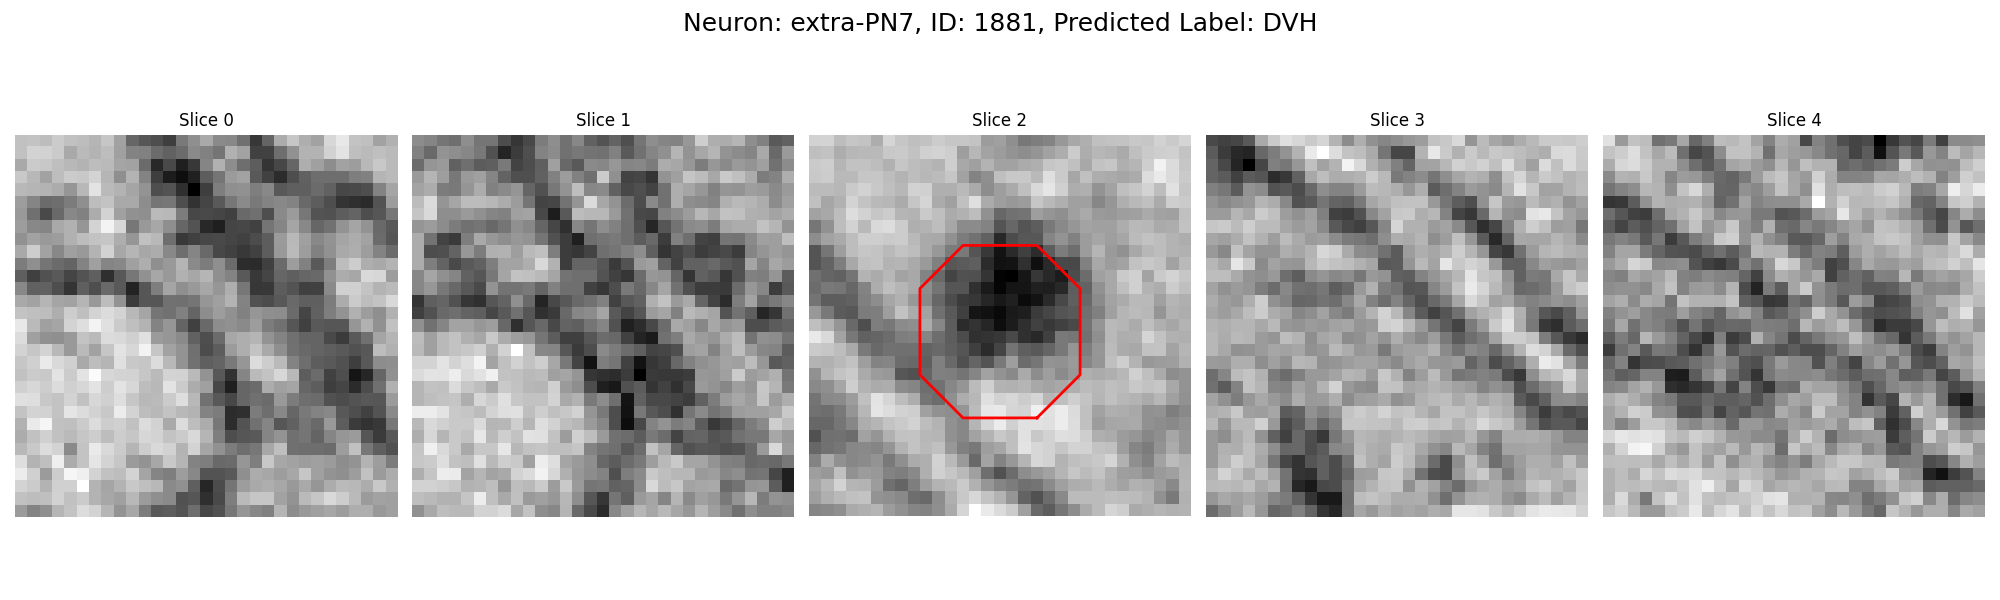 Neuron: extra-PN7, ID: 1881, Predicted Label: DVH
Slice 0
Slice 1
Slice 2
Slice 3
Slice 4